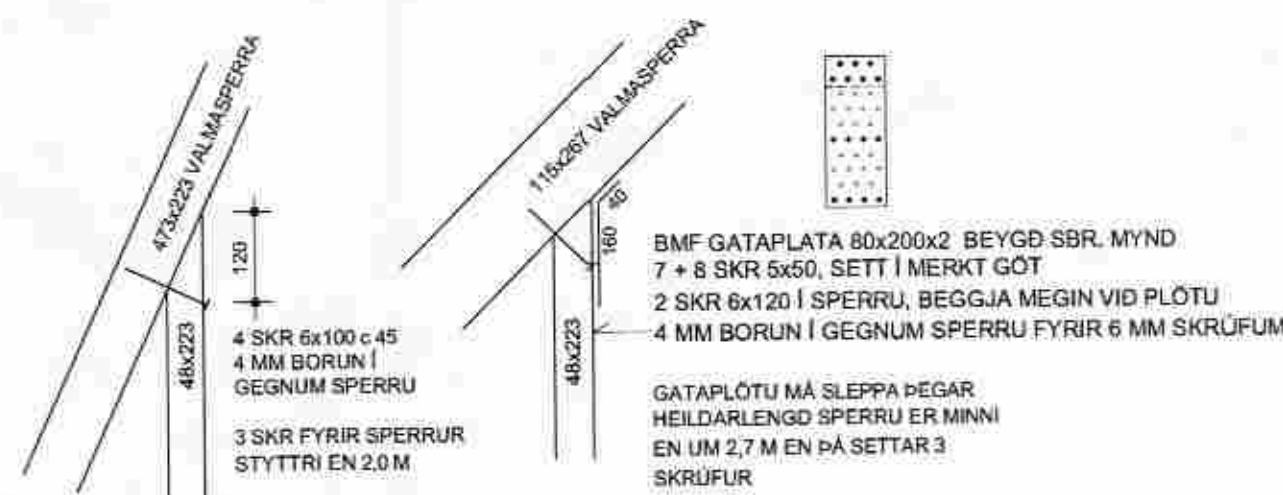 473x223 VALMASPERRA
120
48x223
4 SKR 6x100 c 45
4 MM BORUN Í
GEGNUM SPERRU
3 SKR FYRIR SPERRUR
STYTTRI EN 2,0 M
115x267 VALMASPERRA
40
160
48x223
BMF GATAPLATA 80x200x2 BEYGÐ SBR. MYND
7 + 8 SKR 5x50, SETT Í MERKT GÖT
2 SKR 6x120 Í SPERRU, BEGGJA MEGIN VIÐ PLÖTU
4 MM BORUN Í GEGNUM SPERRU FYRIR 6 MM SKRÚFUM
GATAPLÖTU MÁ SLEPPA ÞEGAR
HEILDARLENGD SPERRU ER MINNI
EN UM 2,7 M EN ÞÁ SETTAR 3
SKRÚFUR